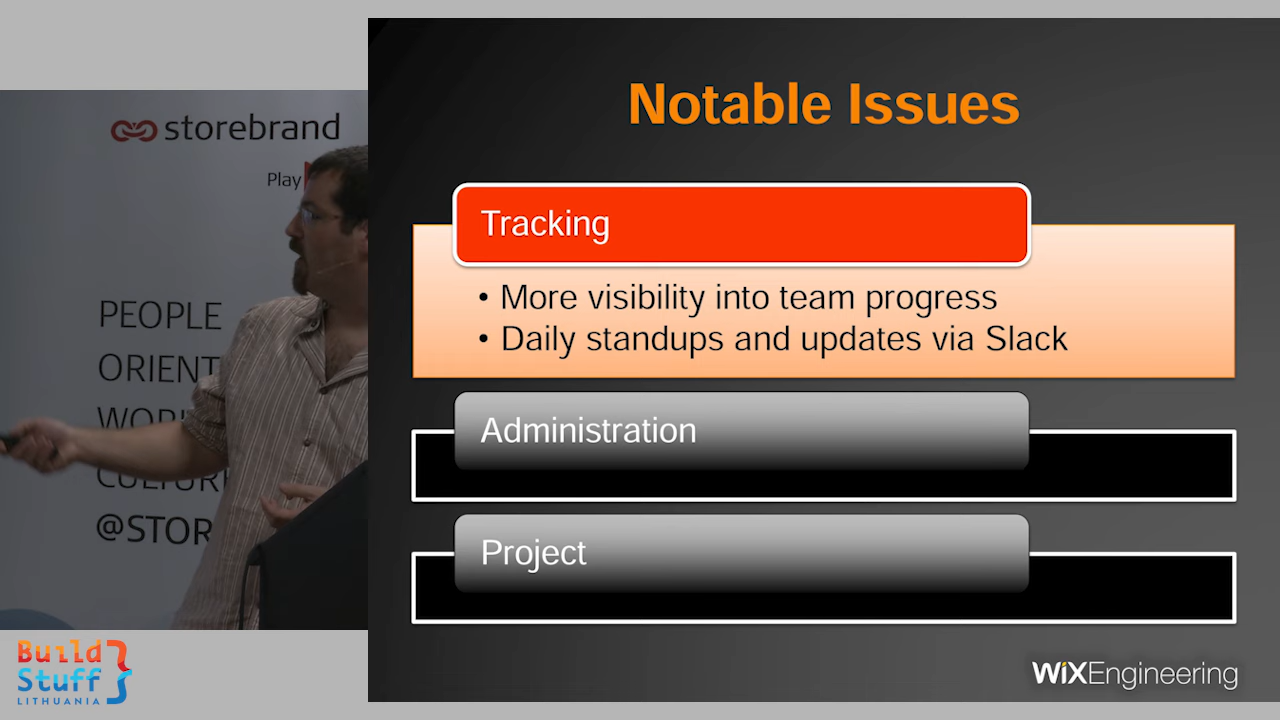 storebrand
Play
PEOPLE
ORIENT
CULTUR
@STOR
Build
Stuff
LITHUANIA
Notable Issues
Tracking
• More visibility into team progress
• Daily standups and updates via Slack
Administration
Project
WiXEngineering